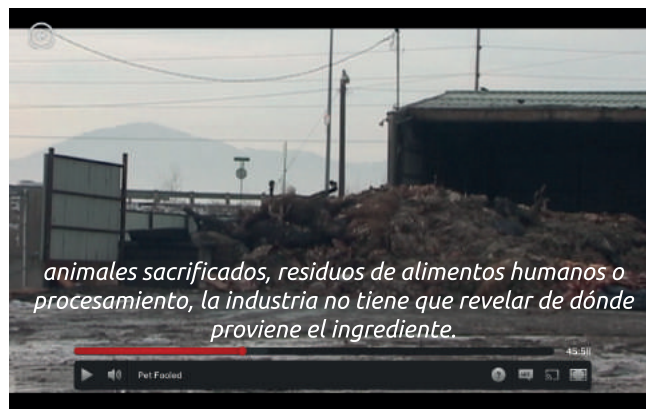 animales sacrificados, residuos de alimentos humanos o
procesamiento, la industria no tiene que revelar de dónde
proviene el ingrediente.
45:51
Pet Fooled